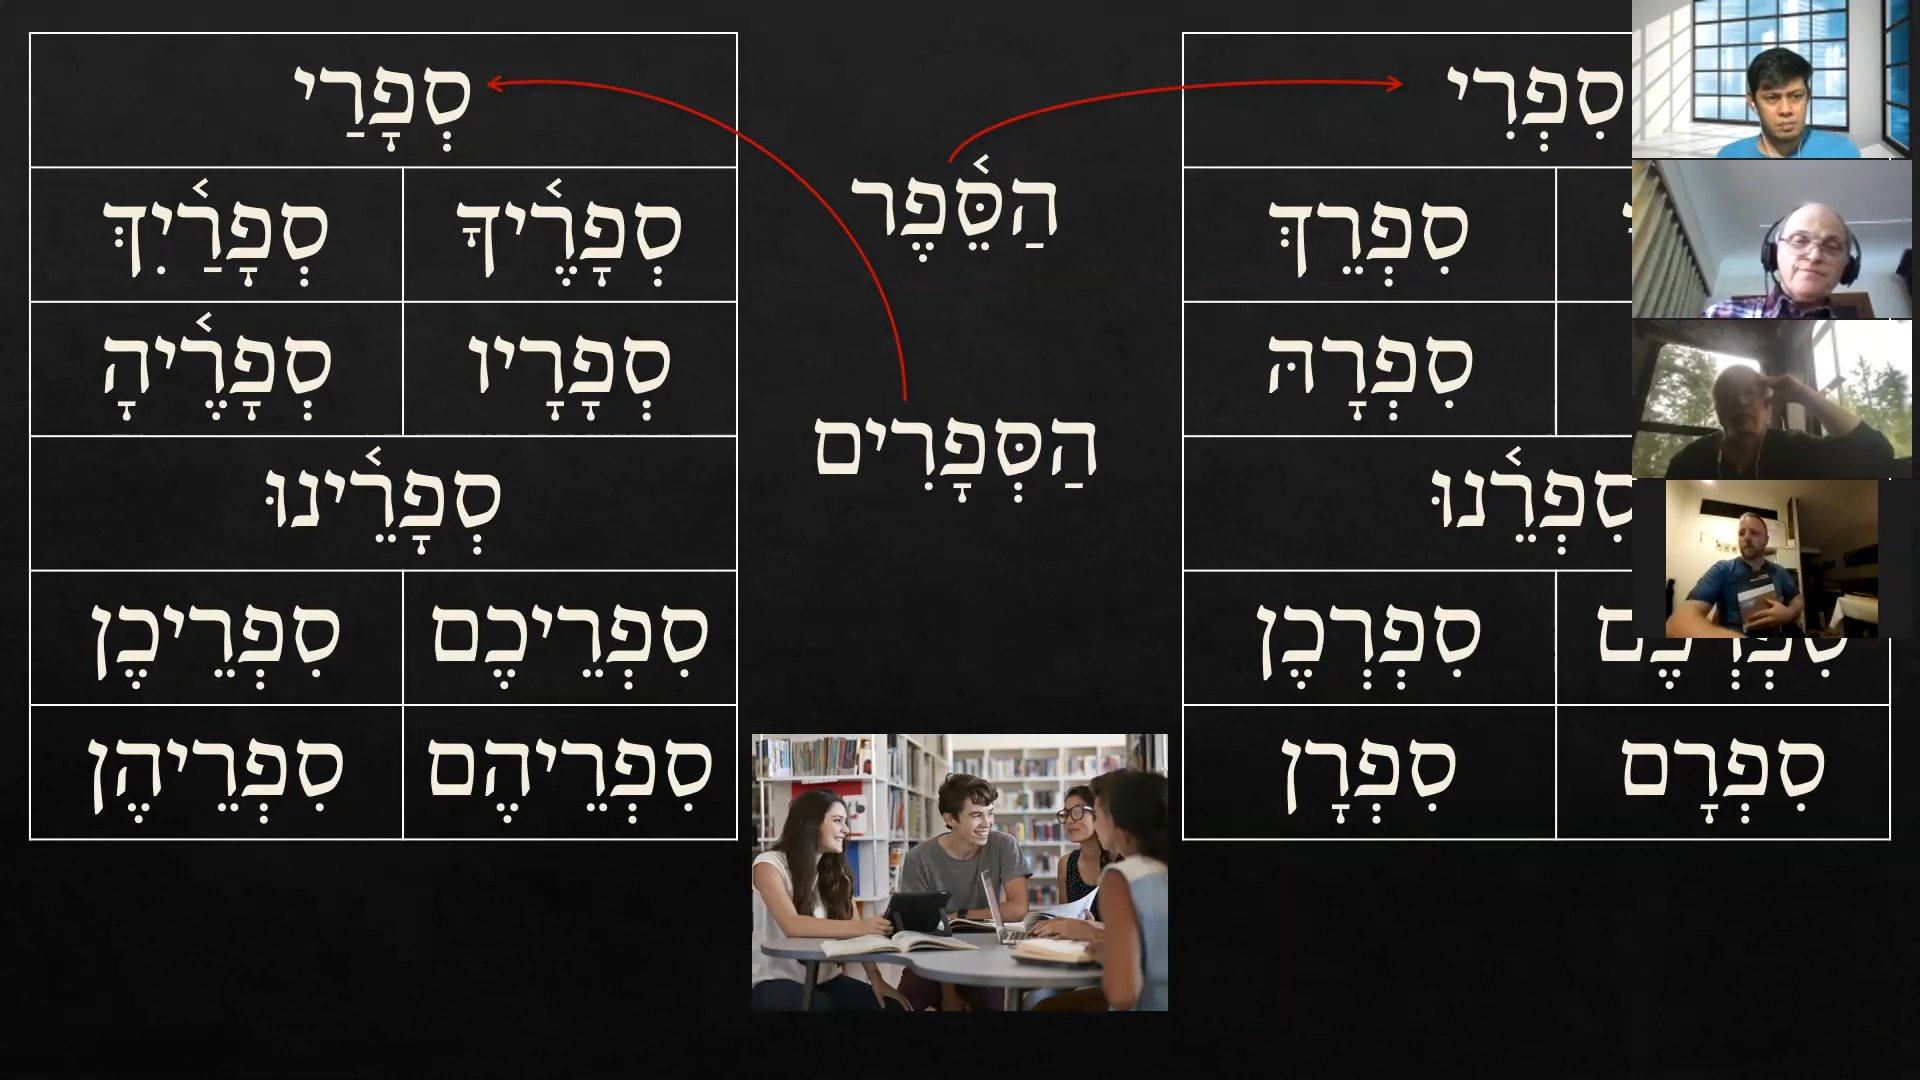 סִפְרִי
סִפְרֵךְ
סִפְרָהּ
סִפְרֵ֫נוּ
סִפְרְכֶם סִפְרְכֶן
סִפְרָם סִפְרָן
הַסֵּ֫פֶר
הַסְּפָרִים
סְפָרַי
סְפָרֶ֫יךָ סְפָרַ֫יִךְ
סְפָרָיו סְפָרֶ֫יהָ
סְפָרֵ֫ינוּ
סִפְרֵיכֶם סִפְרֵיכֶן
סִפְרֵיהֶם סִפְרֵיהֶן